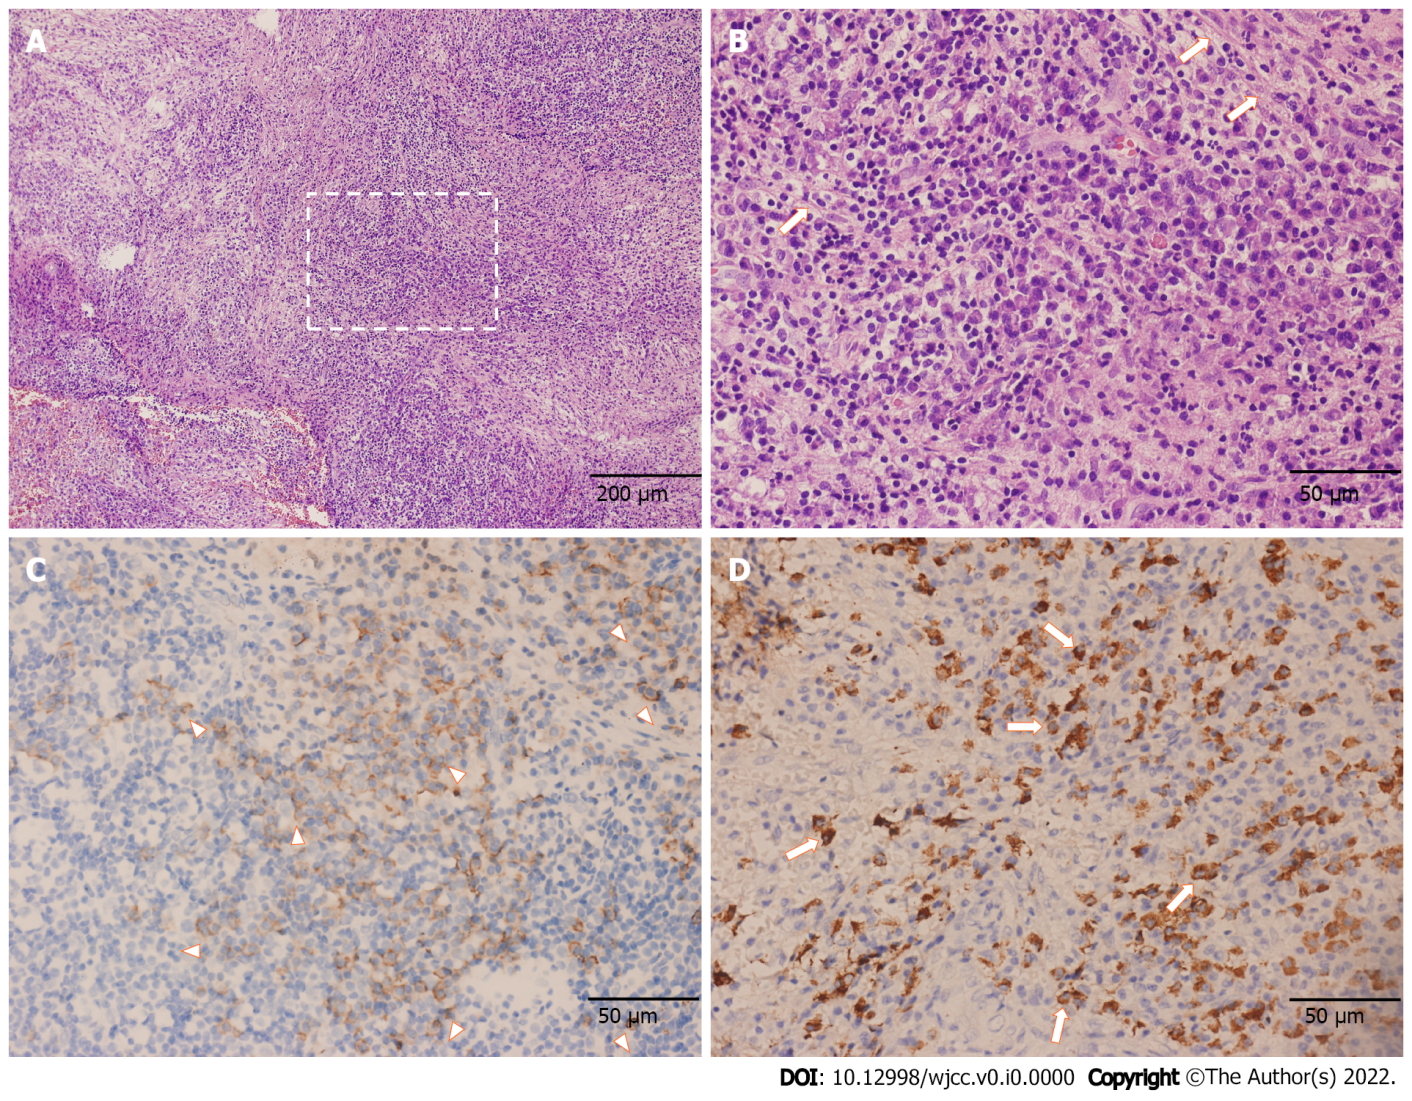 A
B
200 µm
50 µm
C
D
50 µm
50 µm
DOI: 10.12998/wjcc.v0.i0.0000 Copyright ©The Author(s) 2022.